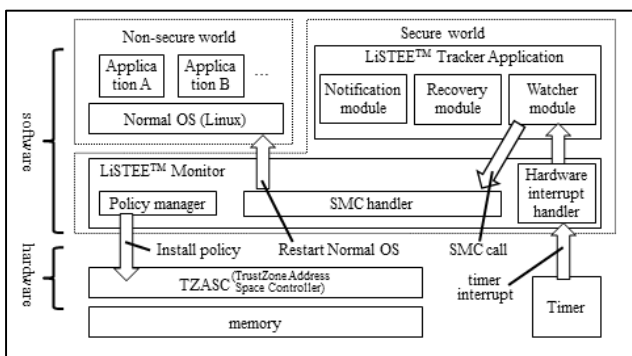 Non-secure world
Secure world
LiSTEE™ Tracker Application
Applica
tion A
Applica
tion B
...
Notification
module
Recovery
module
Watcher
module
Normal OS (Linux)
software
LiSTEE™ Monitor
Policy manager
SMC handler
Hardware
interrupt
handler
Install policy
Restart Normal OS
SMC call
hardware
TZASC (TrustZone Address
Space Controller)
timer
interrupt
Timer
memory